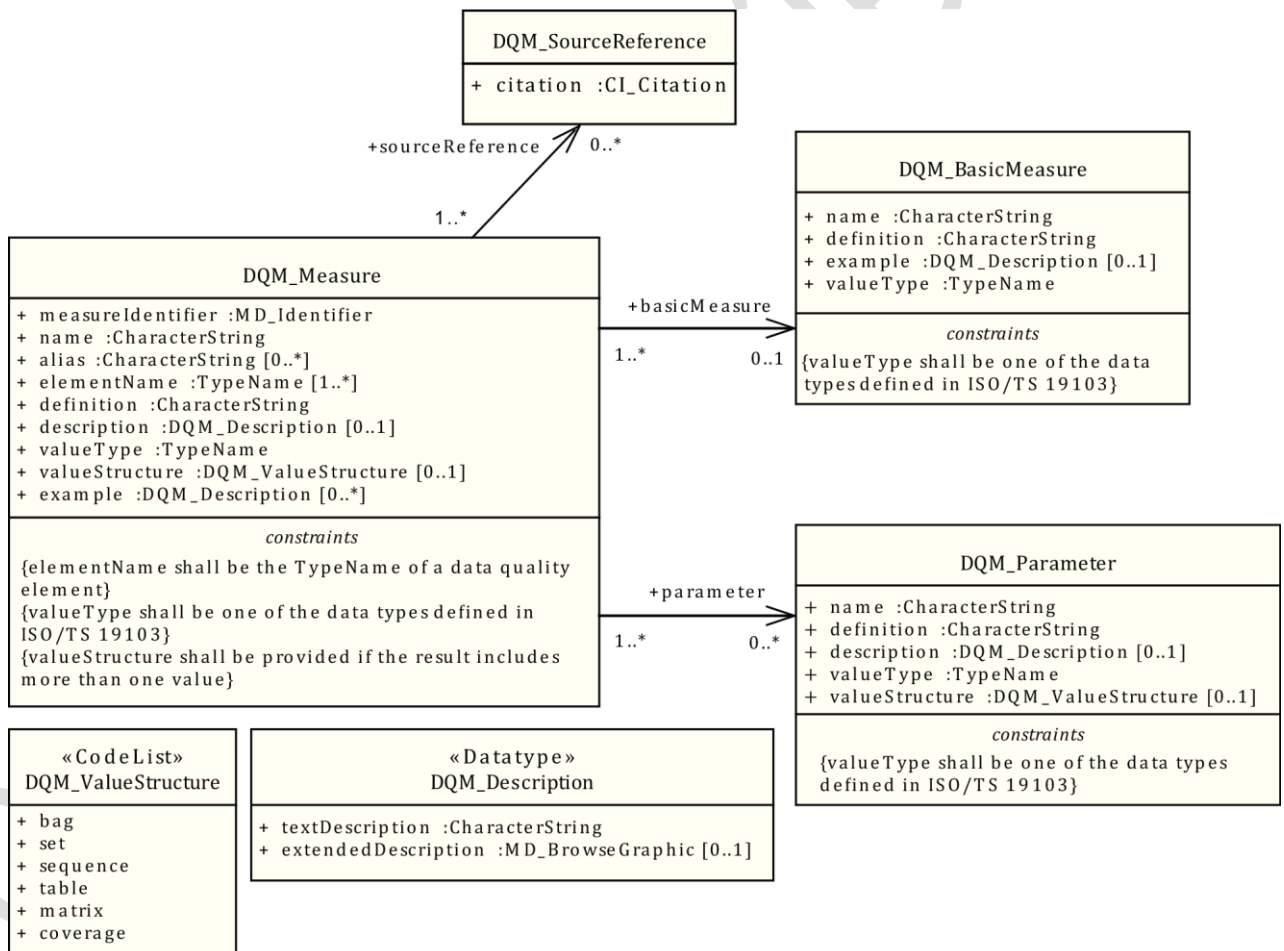 DQM_SourceReference
+ citation :CI_Citation
+sourceReference
0..*
1..*
DQM_BasicMeasure
+ name :CharacterString
+ definition :CharacterString
+ example :DQM_Description [0..1]
+ valueType :TypeName
constraints
{valueType shall be one of the data
types defined in ISO/TS 19103}
DQM_Measure
+ measureIdentifier :MD_Identifier
+ name :CharacterString
+ alias :CharacterString [0..*]
+ elementName :TypeName [1..*]
+ definition :CharacterString
+ description :DQM_Description [0..1]
+ valueType :TypeName
+ valueStructure :DQM_ValueStructure [0..1]
+ example :DQM_Description [0..*]
constraints
{elementName shall be the TypeName of a data quality
element}
{valueType shall be one of the data types defined in
ISO/TS 19103}
{valueStructure shall be provided if the result includes
more than one value}
+basicMeasure
1..*
0..1
+parameter
1..*
0..*
DQM_Parameter
+ name :CharacterString
+ definition :CharacterString
+ description :DQM_Description [0..1]
+ valueType :TypeName
+ valueStructure :DQM_ValueStructure [0..1]
constraints
{valueType shall be one of the data types
defined in ISO/TS 19103}
«CodeList»
DQM_ValueStructure
+ bag
+ set
+ sequence
+ table
+ matrix
+ coverage
«Datatype»
DQM_Description
+ textDescription :CharacterString
+ extendedDescription :MD_BrowseGraphic [0..1]